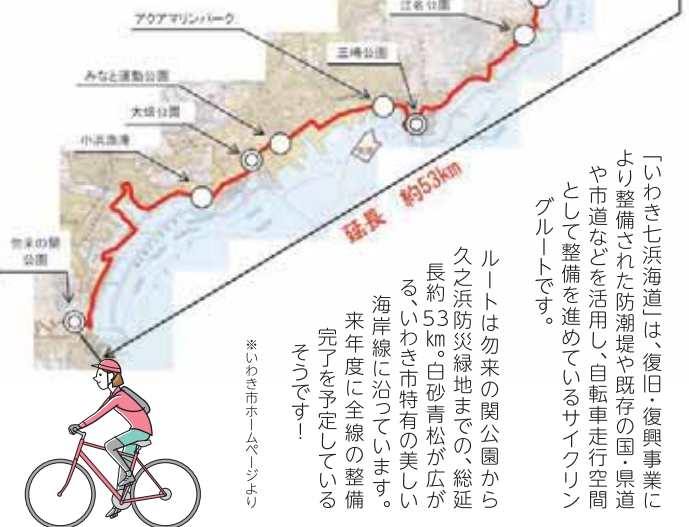 江名公園
アクアマリンパーク
三崎公園
みなと運動公園
大畑公園
小浜漁港
勿来の関
公園
延長 約53km
「いわき七浜海道」は、復旧・復興事業に
より整備された防潮堤や既存の国・県道
や市道などを活用し、自転車走行空間
として整備を進めているサイクリン
グルートです。
ルートは勿来の関公園から
久之浜防災緑地までの、総延
長約53km。白砂青松が広が
る、いわき市特有の美しい
海岸線に沿っています。
来年度に全線の整備
完了を予定している
そうです!
※いわき市ホームページより